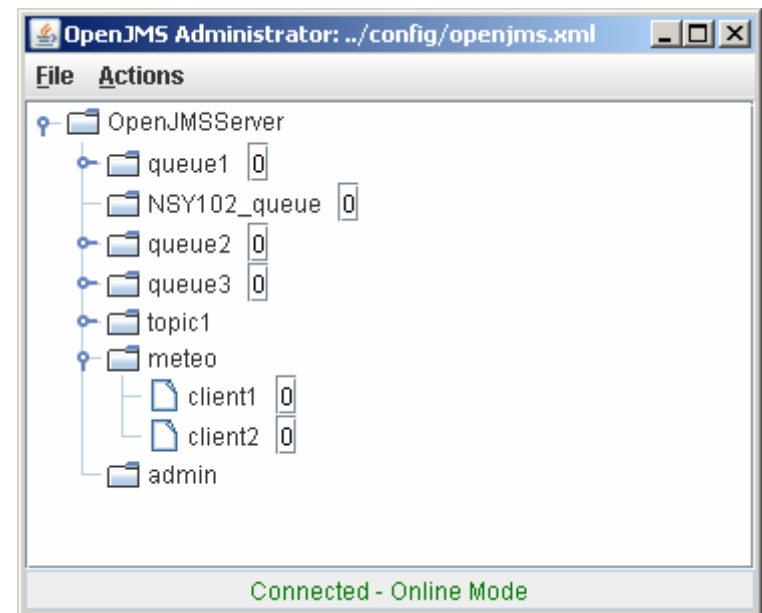 OpenJMS Administrator: ../config/openjms.xml
File Actions
OpenJMSServer
queue1 0
NSY102_queue 0
queue2 0
queue3 0
topic1
meteo
client1 0
client2 0
admin
Connected - Online Mode